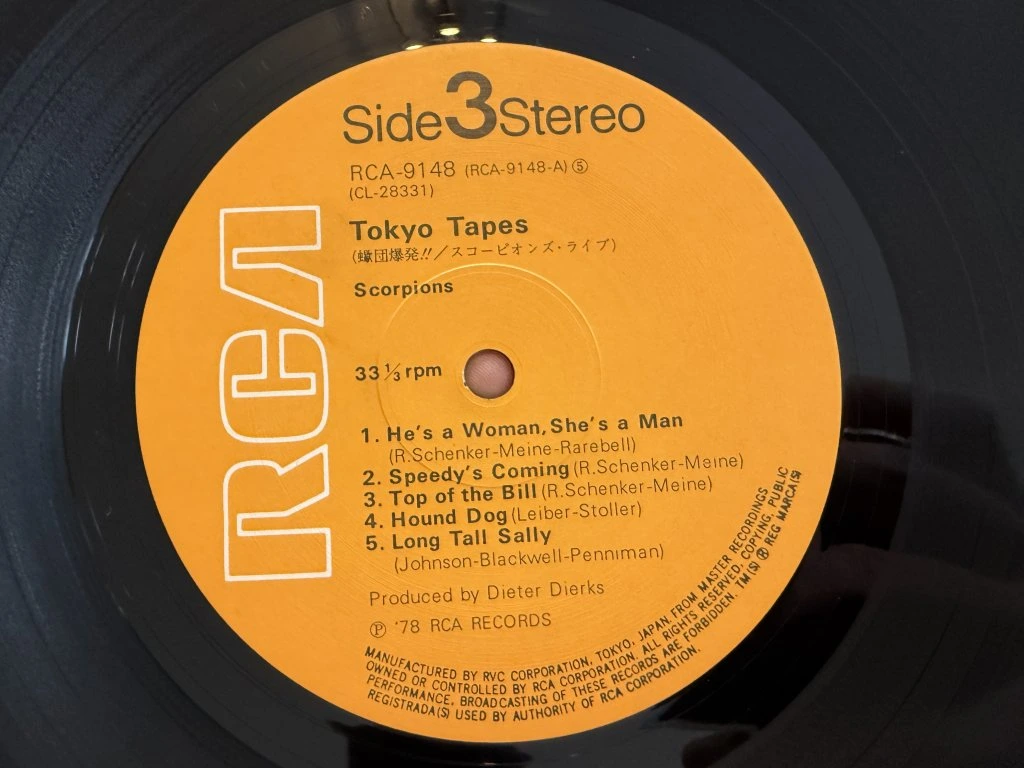 Side 3 Stereo
RCA-9148 (RCA-9148-A) ⑤
(CL-28331)
Tokyo Tapes
(蠍団爆発!!／スコーピオンズ・ライブ)
Scorpions
33 1/3 rpm
1. He's a Woman, She's a Man
(R.Schenker-Meine-Rarebell)
2. Speedy's Coming (R.Schenker-Meine)
3. Top of the Bill (R.Schenker-Meine)
4. Hound Dog (Leiber-Stoller)
5. Long Tall Sally
(Johnson-Blackwell-Penniman)
Produced by Dieter Dierks
℗ '78 RCA RECORDS
MANUFACTURED BY RVC CORPORATION, TOKYO, JAPAN, FROM MASTER RECORDINGS
OWNED OR CONTROLLED BY RCA CORPORATION. ALL RIGHTS RESERVED. COPYING, PUBLIC
PERFORMANCE, BROADCASTING OF THESE RECORDS ARE FORBIDDEN. TM(S) ® REG MARCA(S)
REGISTRADA(S) USED BY AUTHORITY OF RCA CORPORATION.
RCA